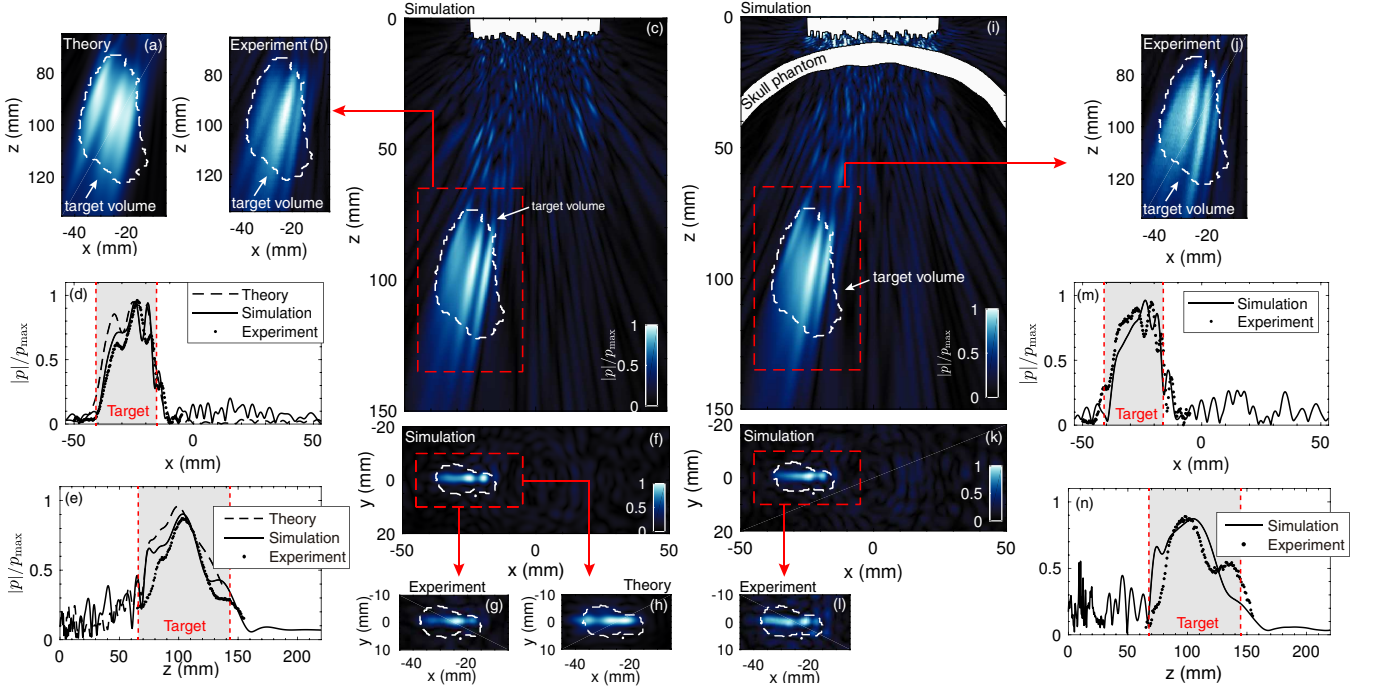 Simulation
(c)
0
50
100
150
z (mm)
target volume
|p|/p_max
1
0.5
0
Theory
(a)
80
100
120
z (mm)
target volume
-40
-20
x (mm)
Experiment (b)
80
100
120
z (mm)
target volume
-40
-20
x (mm)
Simulation
(i)
0
50
100
150
z (mm)
Skull phantom
target volume
|p|/p_max
1
0.5
0
Experiment
(j)
80
100
120
z (mm)
target volume
-40
-20
x (mm)
(d)
Theory
Simulation
Experiment
1
0.5
0
|p|/p_max
Target
-50
0
50
x (mm)
(e)
Theory
Simulation
Experiment
1
0.5
0
|p|/p_max
Target
0
50
100
150
200
z (mm)
Simulation
(f)
-20
0
20
y (mm)
1
0.5
0
-50
0
50
x (mm)
Experiment
(g)
-10
0
10
y (mm)
-40
-20
x (mm)
Theory
(h)
-10
0
10
y (mm)
-40
-20
x (mm)
Simulation
(k)
-20
0
20
y (mm)
1
0.5
0
-50
0
50
x (mm)
Experiment
(l)
-10
0
10
y (mm)
-40
-20
x (mm)
(m)
Simulation
Experiment
1
0.5
0
|p|/p_max
Target
-50
0
50
x (mm)
(n)
Simulation
Experiment
1
0.5
0
Target
0
50
100
150
200
z (mm)